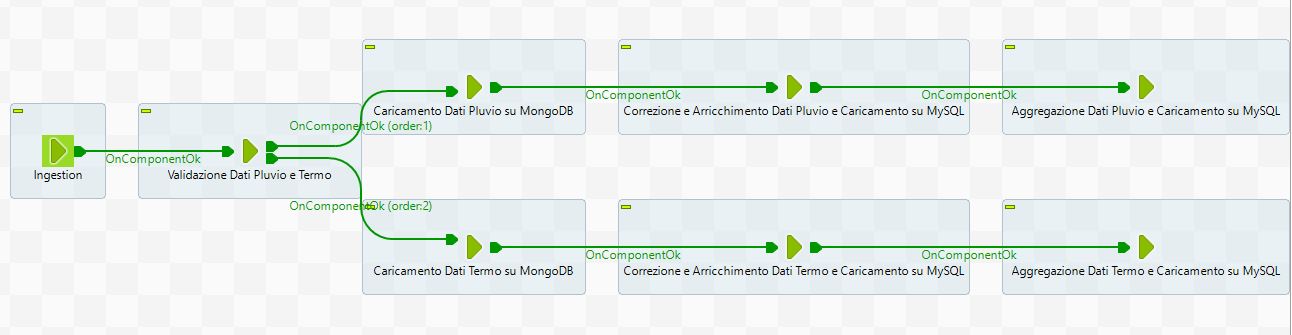 Ingestion
OnComponentOk
Validazione Dati Pluvio e Termo
OnComponentOk (order:1)
Caricamento Dati Pluvio su MongoDB
OnComponentOk
Correzione e Arricchimento Dati Pluvio e Caricamento su MySQL
OnComponentOk
Aggregazione Dati Pluvio e Caricamento su MySQL
OnComponentOk (order:2)
Caricamento Dati Termo su MongoDB
OnComponentOk
Correzione e Arricchimento Dati Termo e Caricamento su MySQL
OnComponentOk
Aggregazione Dati Termo e Caricamento su MySQL